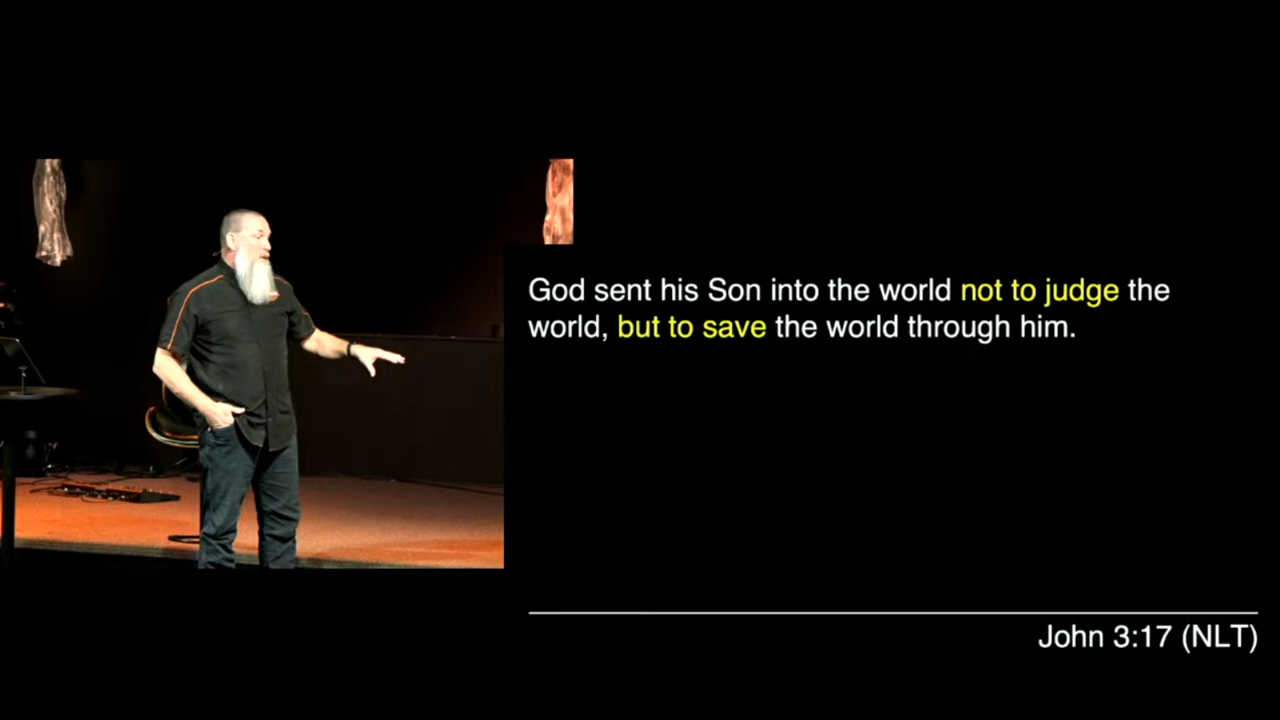 God sent his Son into the world not to judge the
world, but to save the world through him.
John 3:17 (NLT)